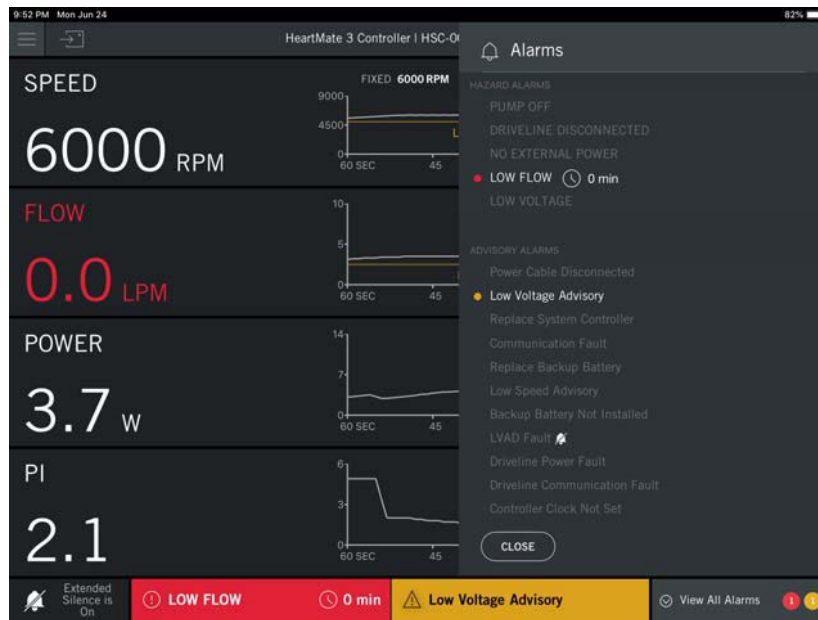 9:52 PM Mon Jun 24
82%
HeartMate 3 Controller | HSC-0
SPEED
6000 RPM
FIXED 6000 RPM
9000
4500
L
0
60 SEC 45
FLOW
0.0 LPM
10
5
0
60 SEC 45
POWER
3.7 W
14
7
0
60 SEC 45
PI
2.1
6
3
0
60 SEC 45
Alarms
HAZARD ALARMS
PUMP OFF
DRIVELINE DISCONNECTED
NO EXTERNAL POWER
LOW FLOW 0 min
LOW VOLTAGE
ADVISORY ALARMS
Power Cable Disconnected
Low Voltage Advisory
Replace System Controller
Communication Fault
Replace Backup Battery
Low Speed Advisory
Backup Battery Not Installed
LVAD Fault
Driveline Power Fault
Driveline Communication Fault
Controller Clock Not Set
CLOSE
Extended
Silence is
On
LOW FLOW 0 min
Low Voltage Advisory
View All Alarms 1 1